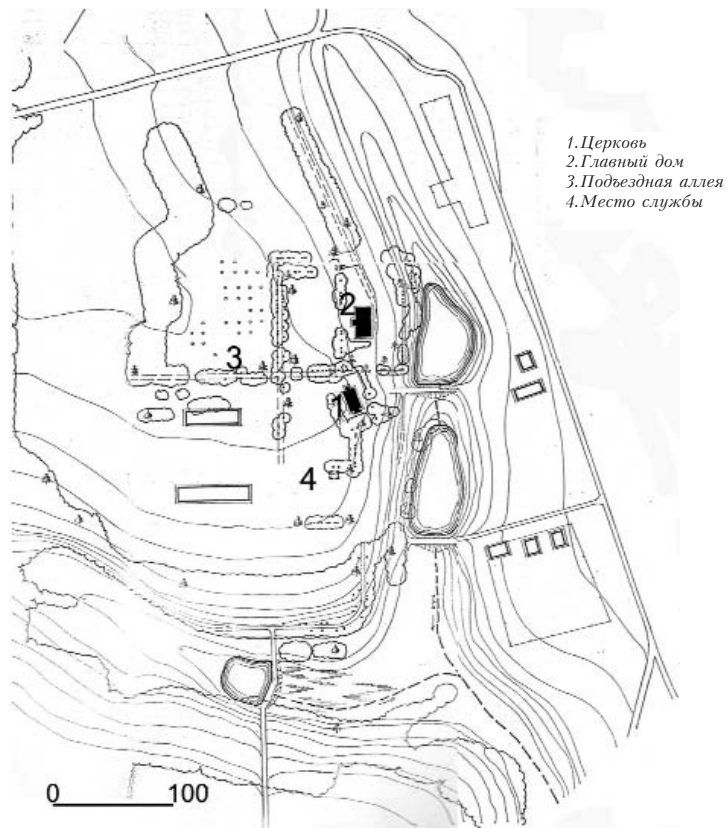 1.Церковь
2.Главный дом
3.Подъездная аллея
4.Место службы
2
3
1
4
0 100